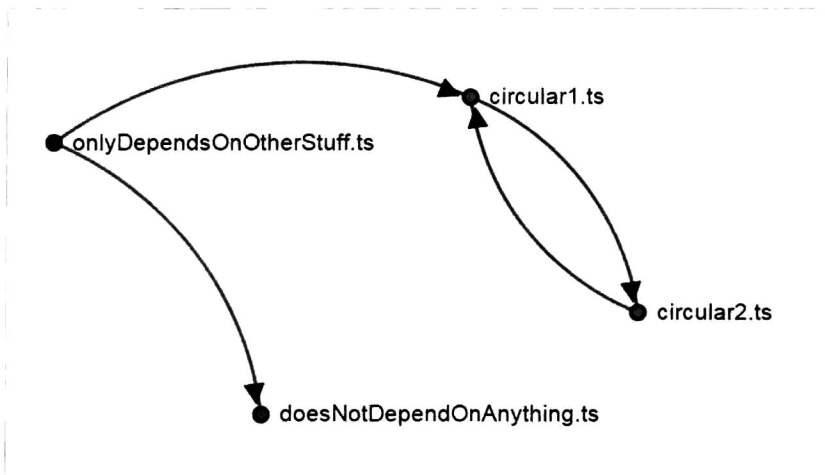 circular1.ts
onlyDependsOnOtherStuff.ts
circular2.ts
doesNotDependOnAnything.ts